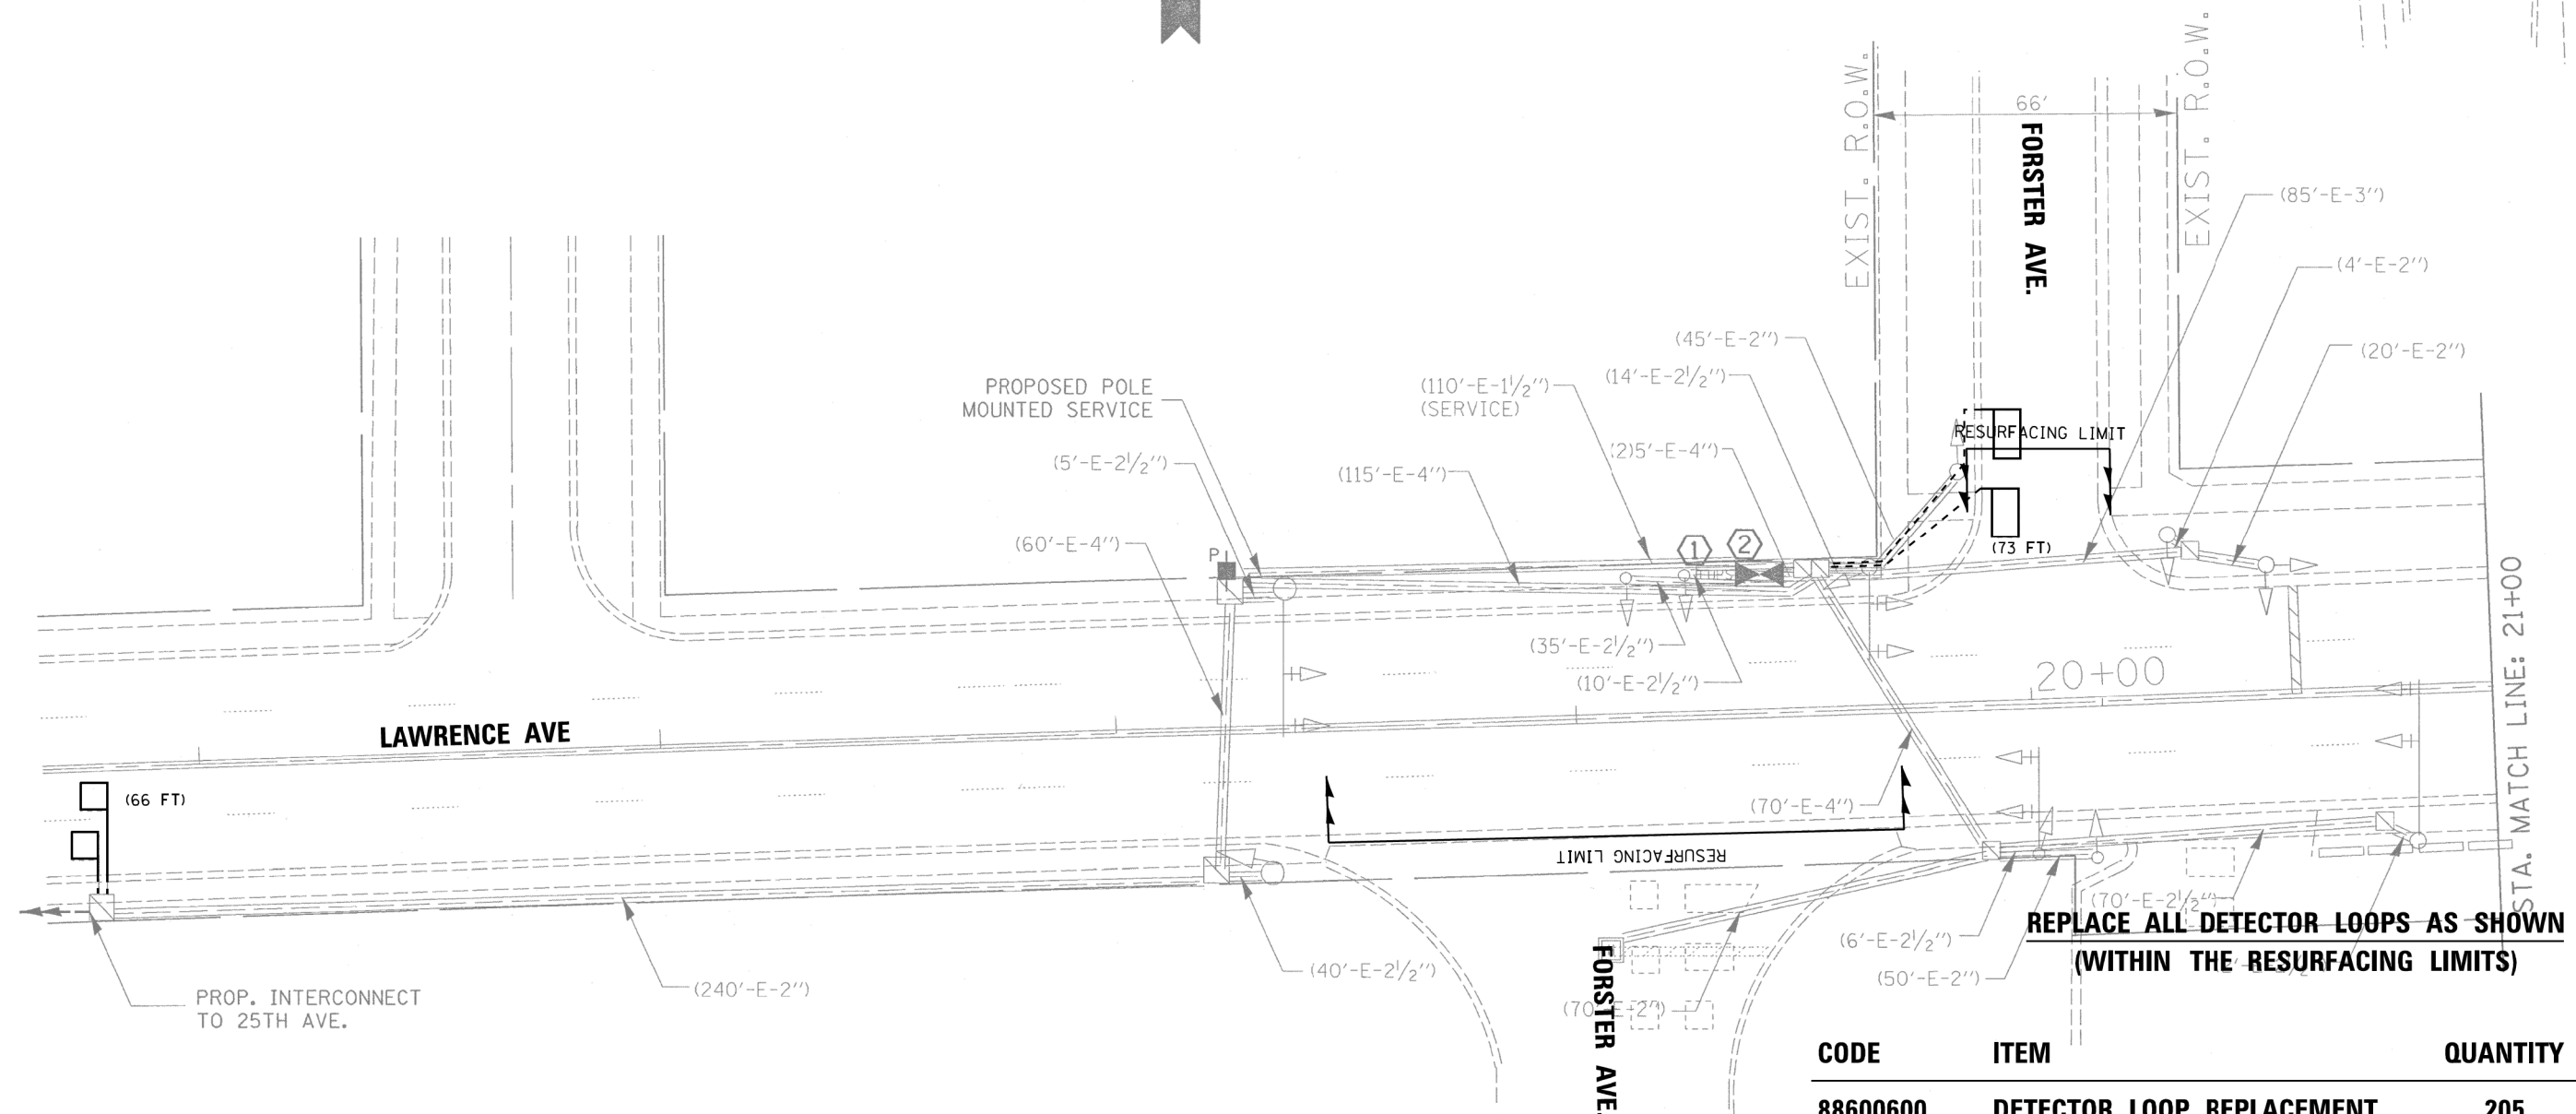 EXIST. R.O.W.
EXIST. R.O.W.
66'
FORSTER AVE.
(85'-E-3'')
(4'-E-2'')
(20'-E-2'')
(45'-E-2'')
(14'-E-2½'')
(110'-E-1½'')
(SERVICE)
(2)5'-E-4'')
PROPOSED POLE
MOUNTED SERVICE
(5'-E-2½'')
(115'-E-4'')
(60'-E-4'')
RESURFACING LIMIT
(73 FT)
P
1
2
UPS
(35'-E-2½'')
(10'-E-2½'')
20+00
STA. MATCH LINE: 21+00
LAWRENCE AVE
(66 FT)
(70'-E-4'')
RESURFACING LIMIT
(70'-E-2½'')
REPLACE ALL DETECTOR LOOPS AS SHOWN
(WITHIN THE RESURFACING LIMITS)
(6'-E-2½'')
(50'-E-2'')
(40'-E-2½'')
(240'-E-2'')
PROP. INTERCONNECT
TO 25TH AVE.
(70'-E-2'')
FORSTER AVE.
CODE ITEM QUANTITY
88600600 DETECTOR LOOP REPLACEMENT 205